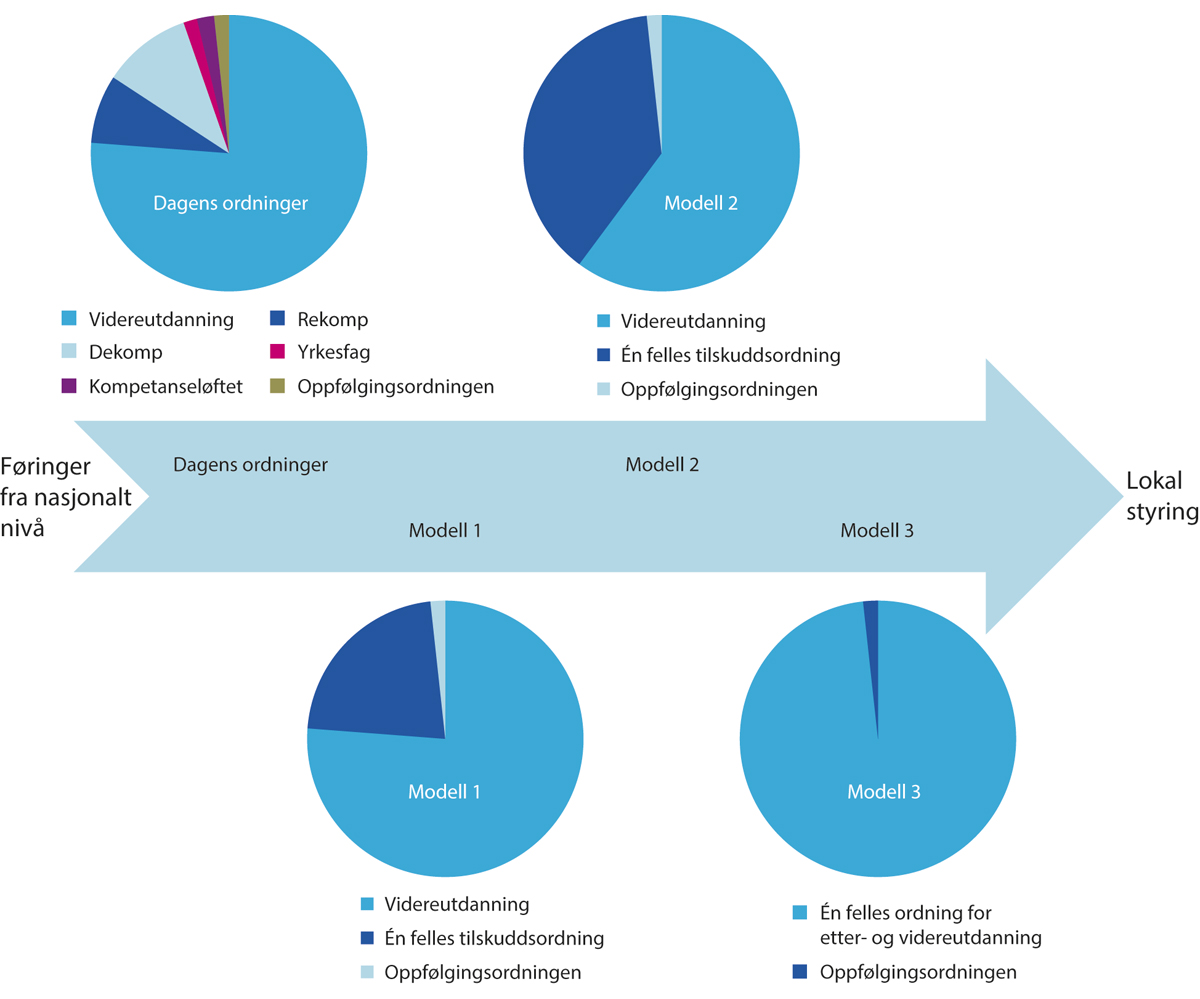 Dagens ordninger
Videreutdanning
Rekomp
Dekomp
Yrkesfag
Kompetanseløftet
Oppfølgingsordningen
Modell 2
Videreutdanning
Én felles tilskuddsordning
Oppfølgingsordningen
Føringer
fra nasjonalt
nivå
Dagens ordninger
Modell 1
Modell 2
Modell 3
Lokal
styring
Modell 1
Videreutdanning
Én felles tilskuddsordning
Oppfølgingsordningen
Modell 3
Én felles ordning for
etter- og videreutdanning
Oppfølgingsordningen